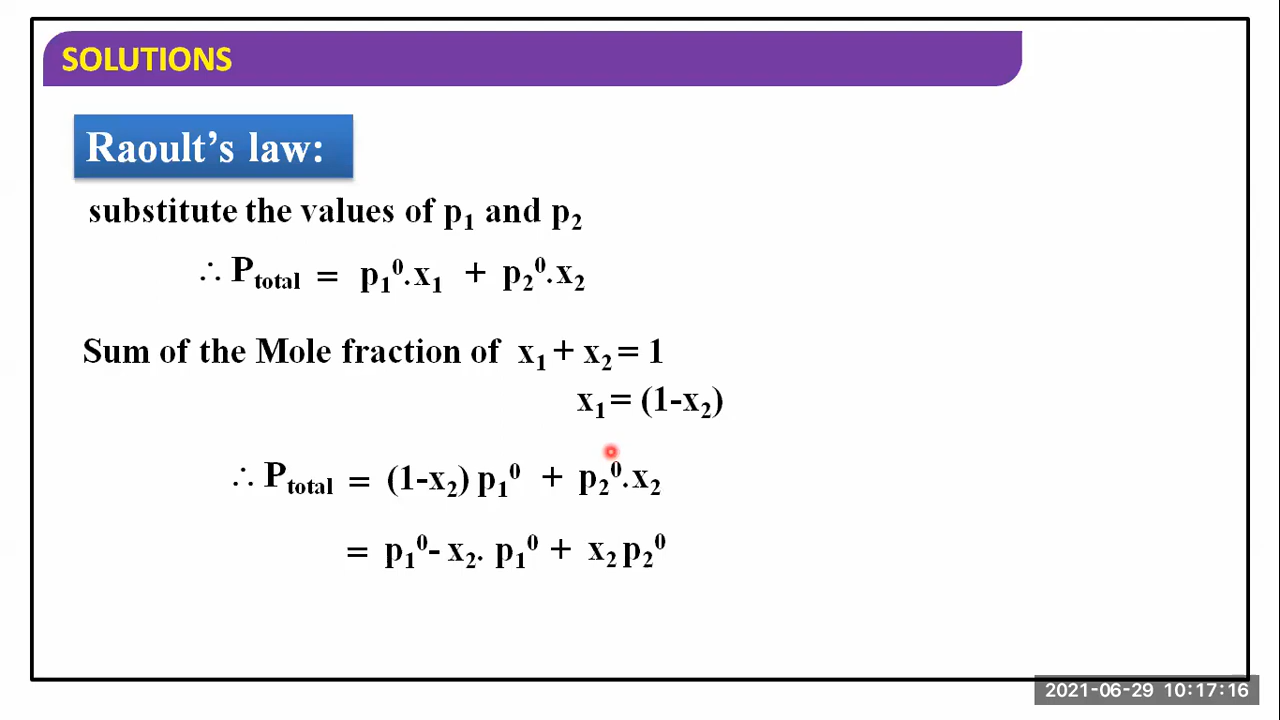 SOLUTIONS
Raoult's law:
substitute the values of p₁ and p₂
∴ P_total = p₁⁰.x₁ + p₂⁰.x₂
Sum of the Mole fraction of x₁ + x₂ = 1
x₁ = (1-x₂)
∴ P_total = (1-x₂) p₁⁰ + p₂⁰.x₂
= p₁⁰- x₂. p₁⁰ + x₂ p₂⁰
2021-06-29 10:17:16